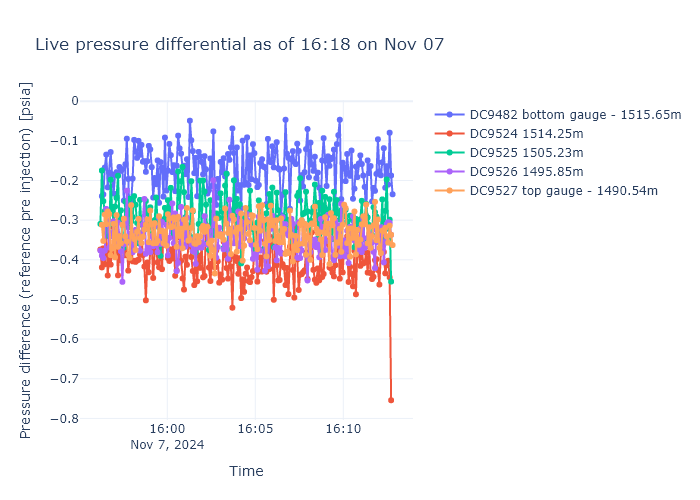 Live pressure differential as of 16:18 on Nov 07
Pressure difference (reference pre injection) [psia]
0
−0.1
−0.2
−0.3
−0.4
−0.5
−0.6
−0.7
−0.8
16:00
Nov 7, 2024
16:05
16:10
Time
DC9482 bottom gauge - 1515.65m
DC9524 1514.25m
DC9525 1505.23m
DC9526 1495.85m
DC9527 top gauge - 1490.54m